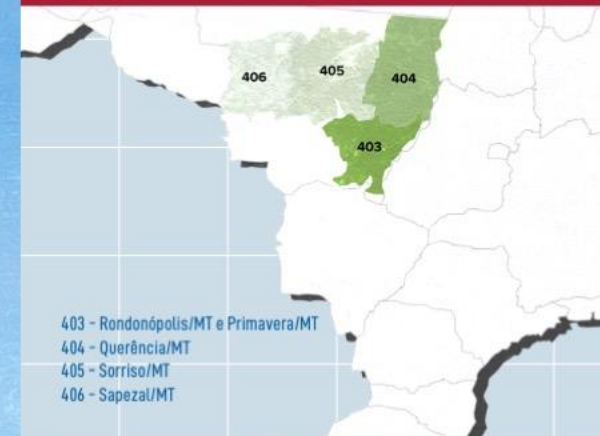 406
405
404
403
403 - Rondonópolis/MT e Primavera/MT
404 - Querência/MT
405 - Sorriso/MT
406 - Sapezal/MT